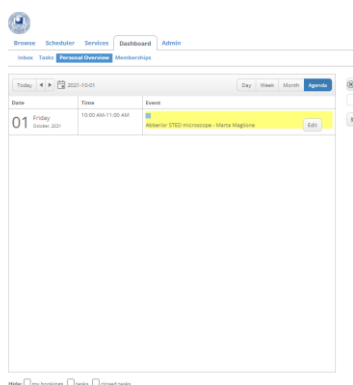 Browse Scheduler Services Dashboard Admin
Inbox Tasks Personal Overview Memberships
Today 2021-10-01 Day Week Month Agenda
Date Time Event
01 Friday October, 2021 10:00 AM-11:00 AM
Abberior STED microscope - Marta Maglione Edit
Hide: my bookings tasks closed tasks